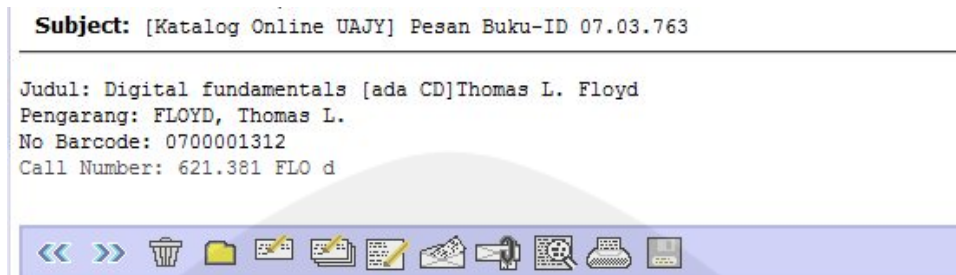 Subject: [Katalog Online UAJY] Pesan Buku-ID 07.03.763
Judul: Digital fundamentals [ada CD]Thomas L. Floyd
Pengarang: FLOYD, Thomas L.
No Barcode: 0700001312
Call Number: 621.381 FLO d